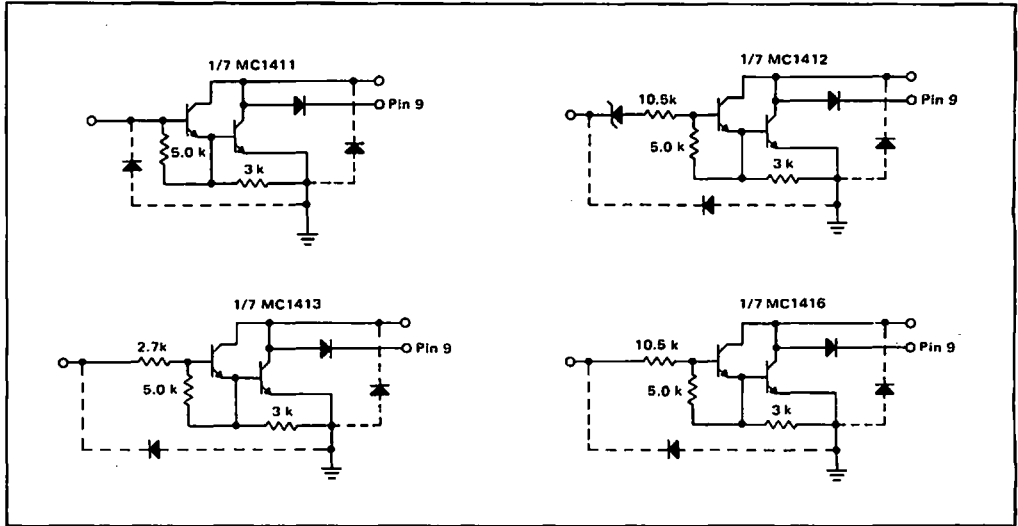 1/7 MC1411
Pin 9
5.0 k
3 k
1/7 MC1412
10.5k
Pin 9
5.0 k
3 k
1/7 MC1413
2.7k
Pin 9
5.0 k
3 k
1/7 MC1416
10.5 k
Pin 9
5.0 k
3 k